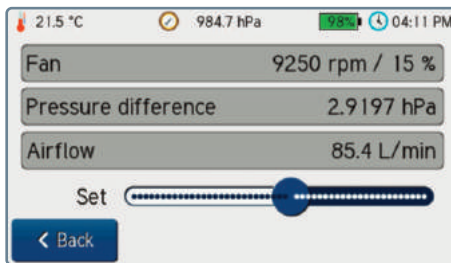 21.5 °C 984.7 hPa 98% 04:11 PM
Fan 9250 rpm / 15 %
Pressure difference 2.9197 hPa
Airflow 85.4 L/min
Set
< Back